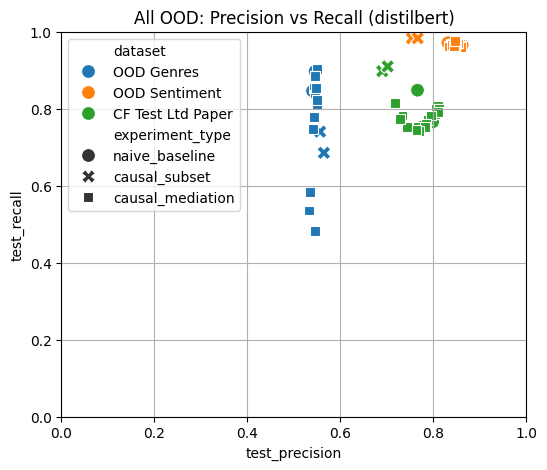 All OOD: Precision vs Recall (distilbert)
1.0
0.8
0.6
0.4
0.2
0.0
test_recall
dataset
OOD Genres
OOD Sentiment
CF Test Ltd Paper
experiment_type
naive_baseline
causal_subset
causal_mediation
0.0 0.2 0.4 0.6 0.8 1.0
test_precision